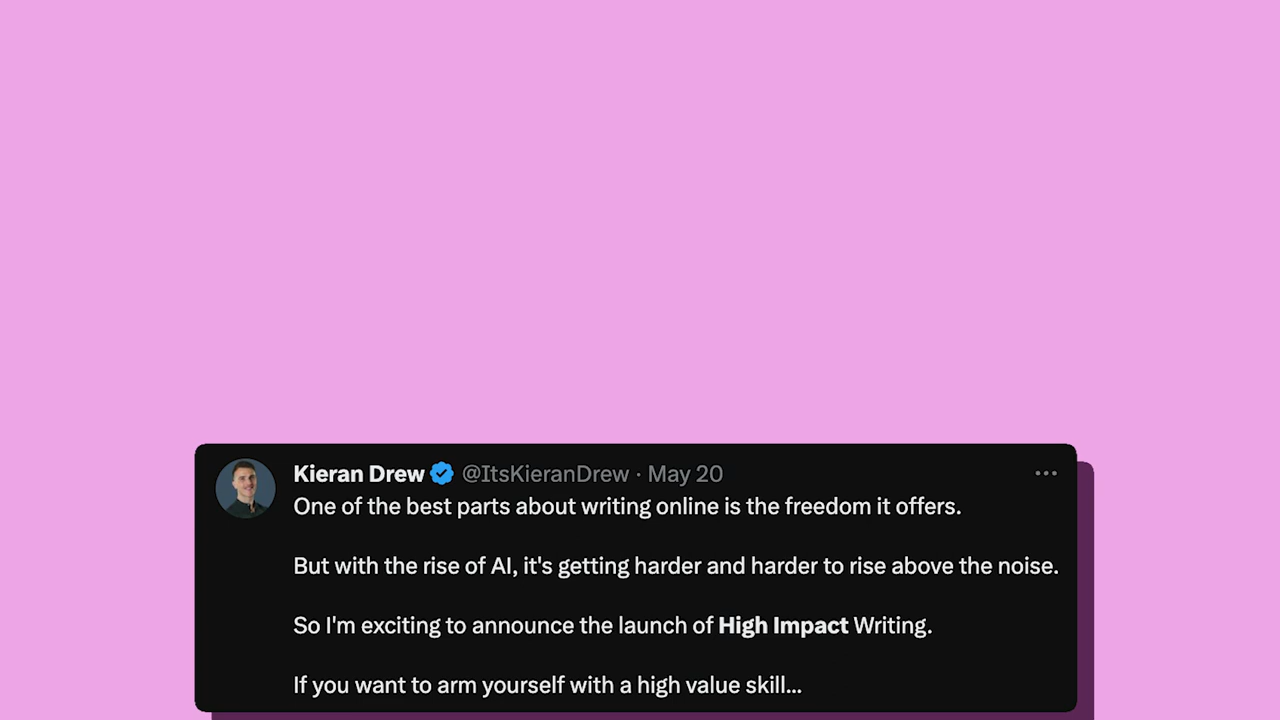 Kieran Drew @ItsKieranDrew · May 20
One of the best parts about writing online is the freedom it offers.
But with the rise of AI, it's getting harder and harder to rise above the noise.
So I'm exciting to announce the launch of High Impact Writing.
If you want to arm yourself with a high value skill...